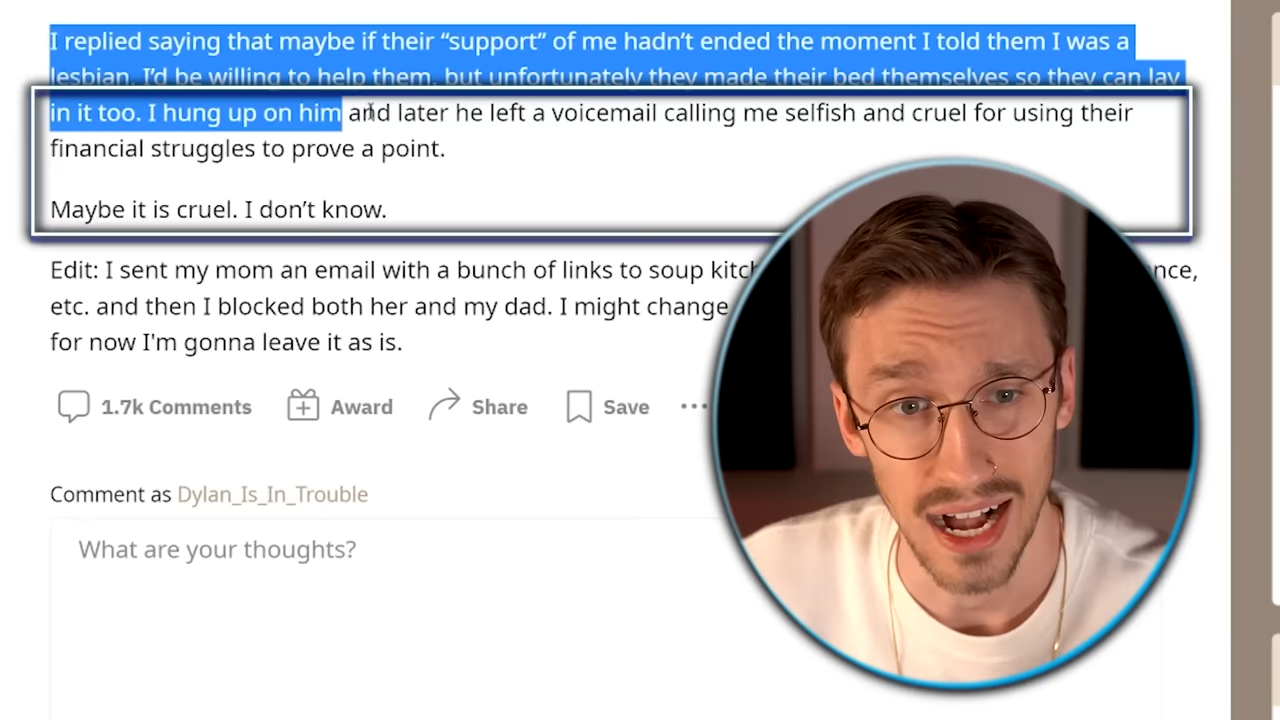 I replied saying that maybe if their “support” of me hadn’t ended the moment I told them I was a
lesbian, I’d be willing to help them, but unfortunately they made their bed themselves so they can lay
in it too. I hung up on him and later he left a voicemail calling me selfish and cruel for using their
financial struggles to prove a point.
Maybe it is cruel. I don’t know.
Edit: I sent my mom an email with a bunch of links to soup
etc. and then I blocked both her and my dad. I might change
for now I'm gonna leave it as is.
1.7k Comments Award Share Save
Comment as Dylan_Is_In_Trouble
What are your thoughts?